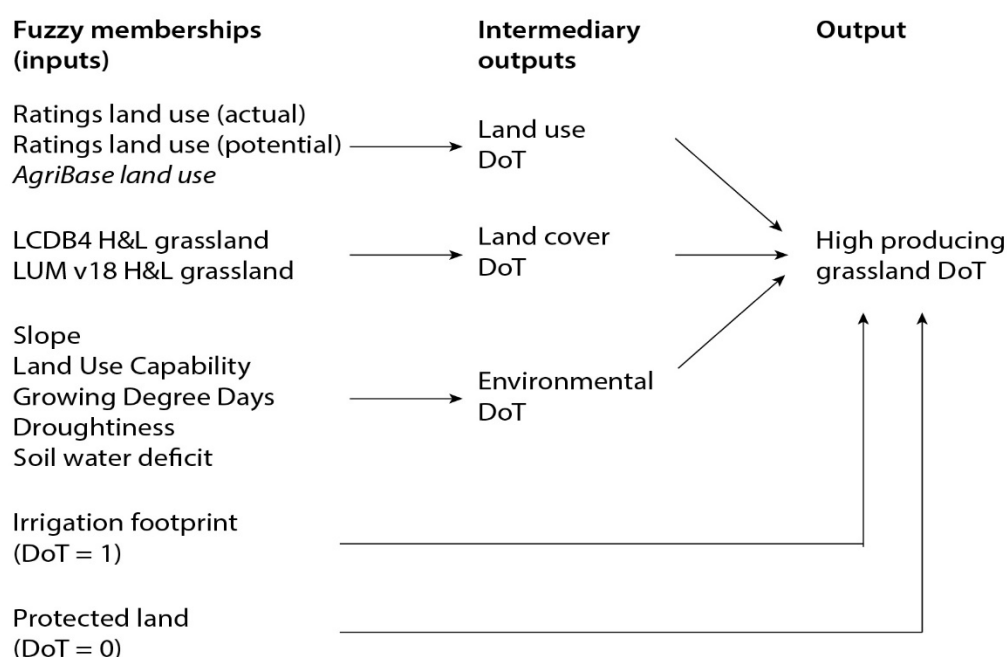 Fuzzy memberships
(inputs)
Intermediary
outputs
Output
Ratings land use (actual)
Ratings land use (potential)
AgriBase land use
Land use
DoT
LCDB4 H&L grassland
LUM v18 H&L grassland
Land cover
DoT
High producing
grassland DoT
Slope
Land Use Capability
Growing Degree Days
Droughtiness
Soil water deficit
Environmental
DoT
Irrigation footprint
(DoT = 1)
Protected land
(DoT = 0)